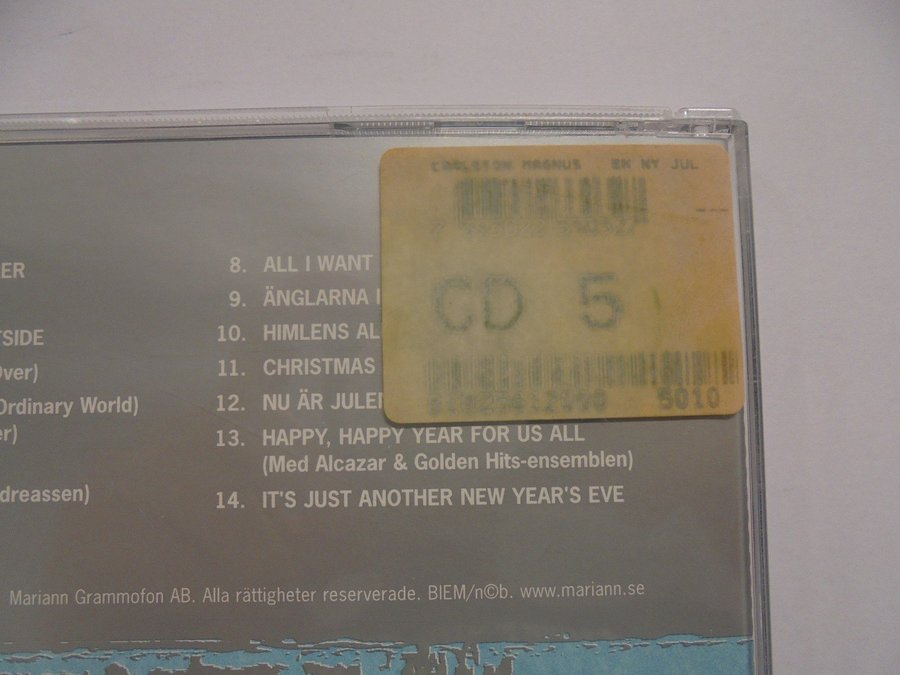 CARLSTON MAGNUS EN NY JUL
CD 5
5010
ER
8. ALL I WANT
9. ÄNGLARNA
TSIDE
10. HIMLENS AL
Over)
11. CHRISTMAS
Ordinary World)
12. NU ÄR JULE
er)
13. HAPPY, HAPPY YEAR FOR US ALL
(Med Alcazar & Golden Hits-ensemblen)
dreassen)
14. IT'S JUST ANOTHER NEW YEAR'S EVE
Mariann Grammofon AB. Alla rättigheter reserverade. BIEM/n©b. www.mariann.se